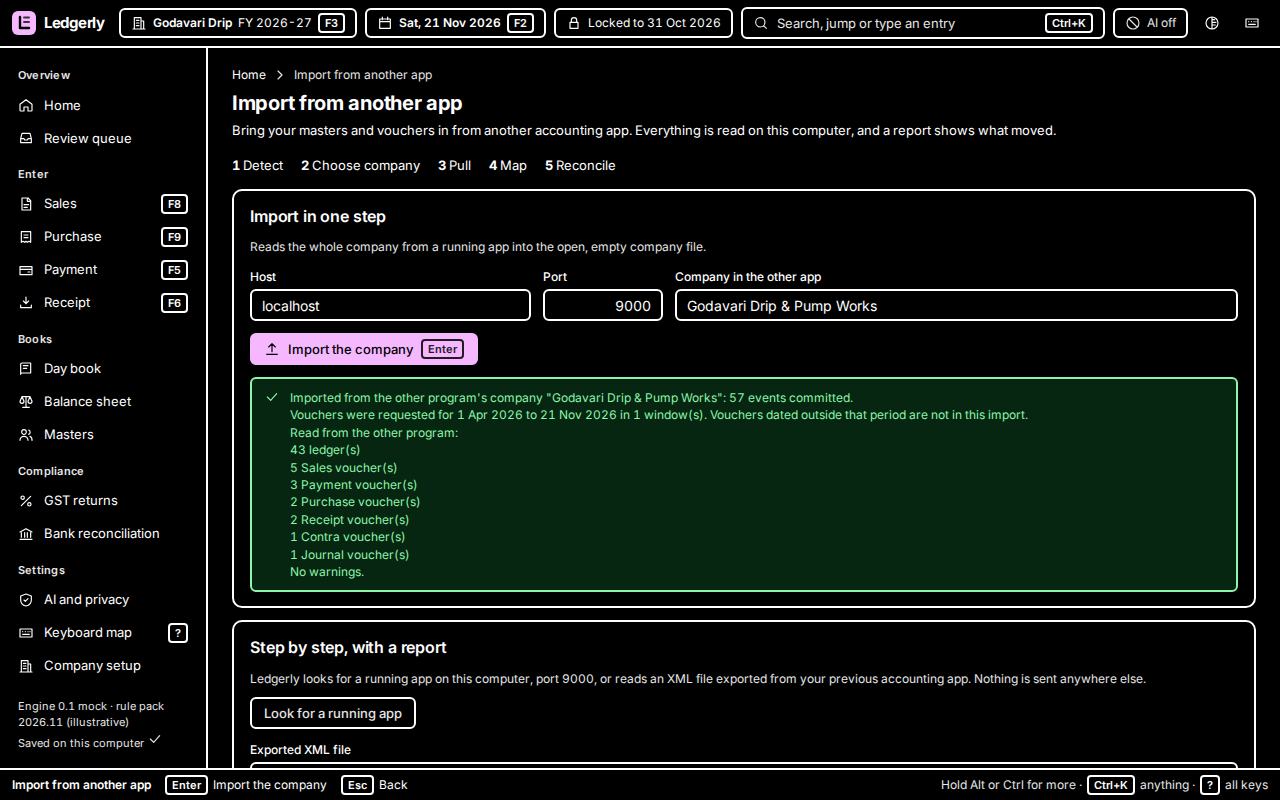 Ledgerly
Godavari Drip FY 2026-27 F3
Sat, 21 Nov 2026 F2
Locked to 31 Oct 2026
Search, jump or type an entry Ctrl+K
AI off
Overview
Home
Review queue
Enter
Sales F8
Purchase F9
Payment F5
Receipt F6
Books
Day book
Balance sheet
Masters
Compliance
GST returns
Bank reconciliation
Settings
AI and privacy
Keyboard map ?
Company setup
Engine 0.1 mock · rule pack
2026.11 (illustrative)
Saved on this computer
Home > Import from another app
Import from another app
Bring your masters and vouchers in from another accounting app. Everything is read on this computer, and a report shows what moved.
1 Detect 2 Choose company 3 Pull 4 Map 5 Reconcile
Import in one step
Reads the whole company from a running app into the open, empty company file.
Host Port Company in the other app
localhost 9000 Godavari Drip & Pump Works
Import the company Enter
Imported from the other program's company "Godavari Drip & Pump Works": 57 events committed.
Vouchers were requested for 1 Apr 2026 to 21 Nov 2026 in 1 window(s). Vouchers dated outside that period are not in this import.
Read from the other program:
43 ledger(s)
5 Sales voucher(s)
3 Payment voucher(s)
2 Purchase voucher(s)
2 Receipt voucher(s)
1 Contra voucher(s)
1 Journal voucher(s)
No warnings.
Step by step, with a report
Ledgerly looks for a running app on this computer, port 9000, or reads an XML file exported from your previous accounting app. Nothing is sent anywhere else.
Look for a running app
Exported XML file
Import from another app Enter Import the company Esc Back
Hold Alt or Ctrl for more · Ctrl+K anything · ? all keys